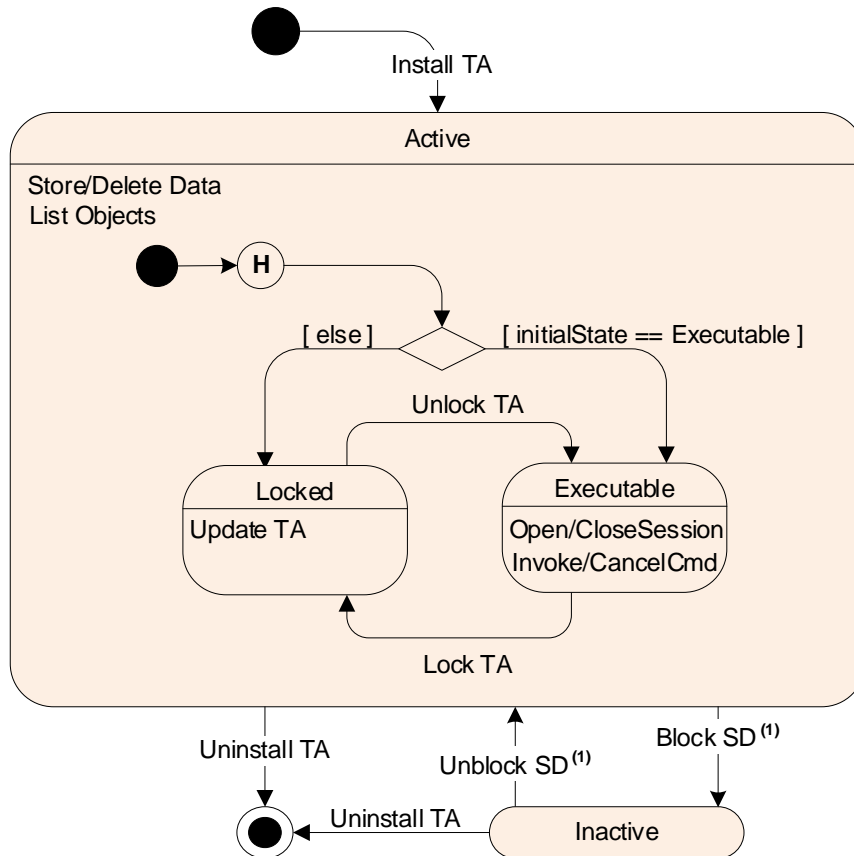 Install TA
Active
Store/Delete Data
List Objects
H
[ else ]
[ initialState == Executable ]
Unlock TA
Locked
Executable
Update TA
Open/CloseSession
Invoke/CancelCmd
Lock TA
Uninstall TA
Unblock SD (1)
Block SD (1)
Uninstall TA
Inactive